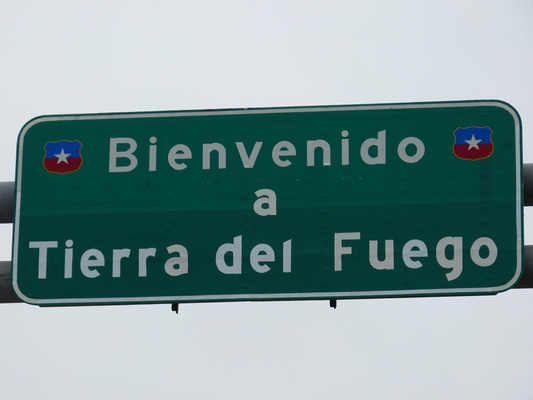 Bienvenido
a
Tierra del Fuego